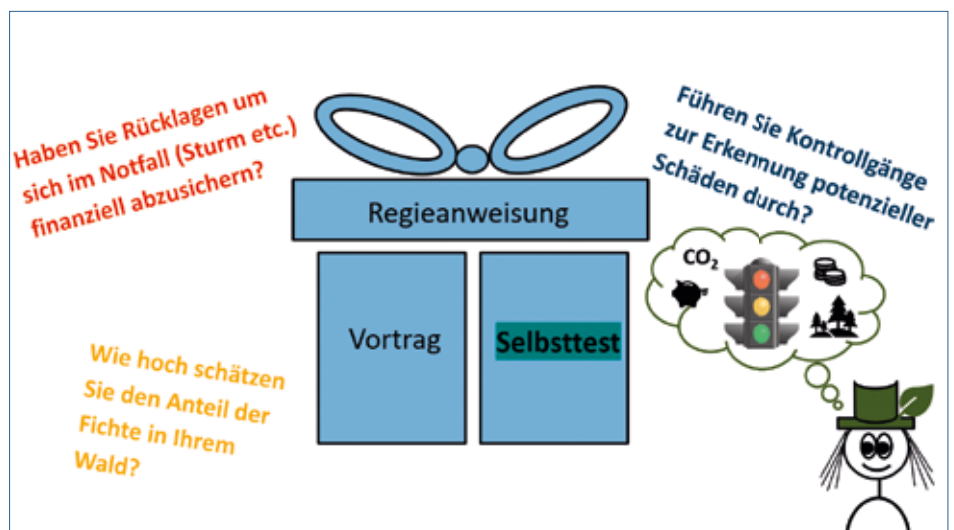 Haben Sie Rücklagen um
sich im Notfall (Sturm etc.)
finanziell abzusichern?
Führen Sie Kontrollgänge
zur Erkennung potenzieller
Schäden durch?
Regieanweisung
CO₂
Vortrag
Selbsttest
Wie hoch schätzen
Sie den Anteil der
Fichte in Ihrem
Wald?